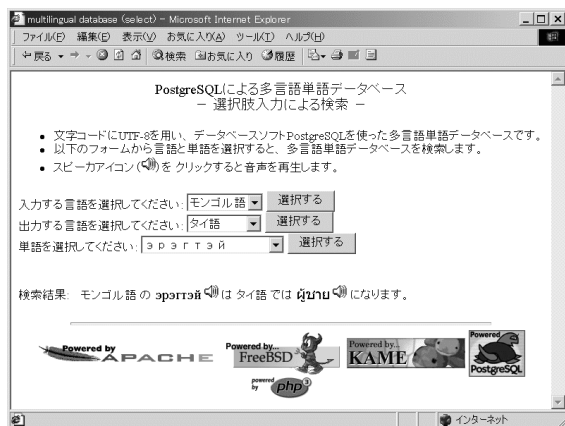 multilingual database (select) - Microsoft Internet Explorer
ファイル(F) 編集(E) 表示(V) お気に入り(A) ツール(T) ヘルプ(H)
戻る 検索 お気に入り 履歴
PostgreSQLによる多言語単語データベース
－ 選択肢入力による検索 －
文字コードにUTF-8を用い、データベースソフトPostgreSQLを使った多言語単語データベースです。
以下のフォームから言語と単語を選択すると、多言語単語データベースを検索します。
スピーカアイコン( )を クリックすると音声を再生します。
入力する言語を選択してください: モンゴル語 選択する
出力する言語を選択してください: タイ語 選択する
単語を選択してください: эрэгтэй 選択する
検索結果: モンゴル語 の эрэгтэй は タイ語 では ผู้ชาย になります。
Powered by APACHE
Powered by... FreeBSD
Powered by... KAME
Powered PostgreSQL
powered by php3
インターネット